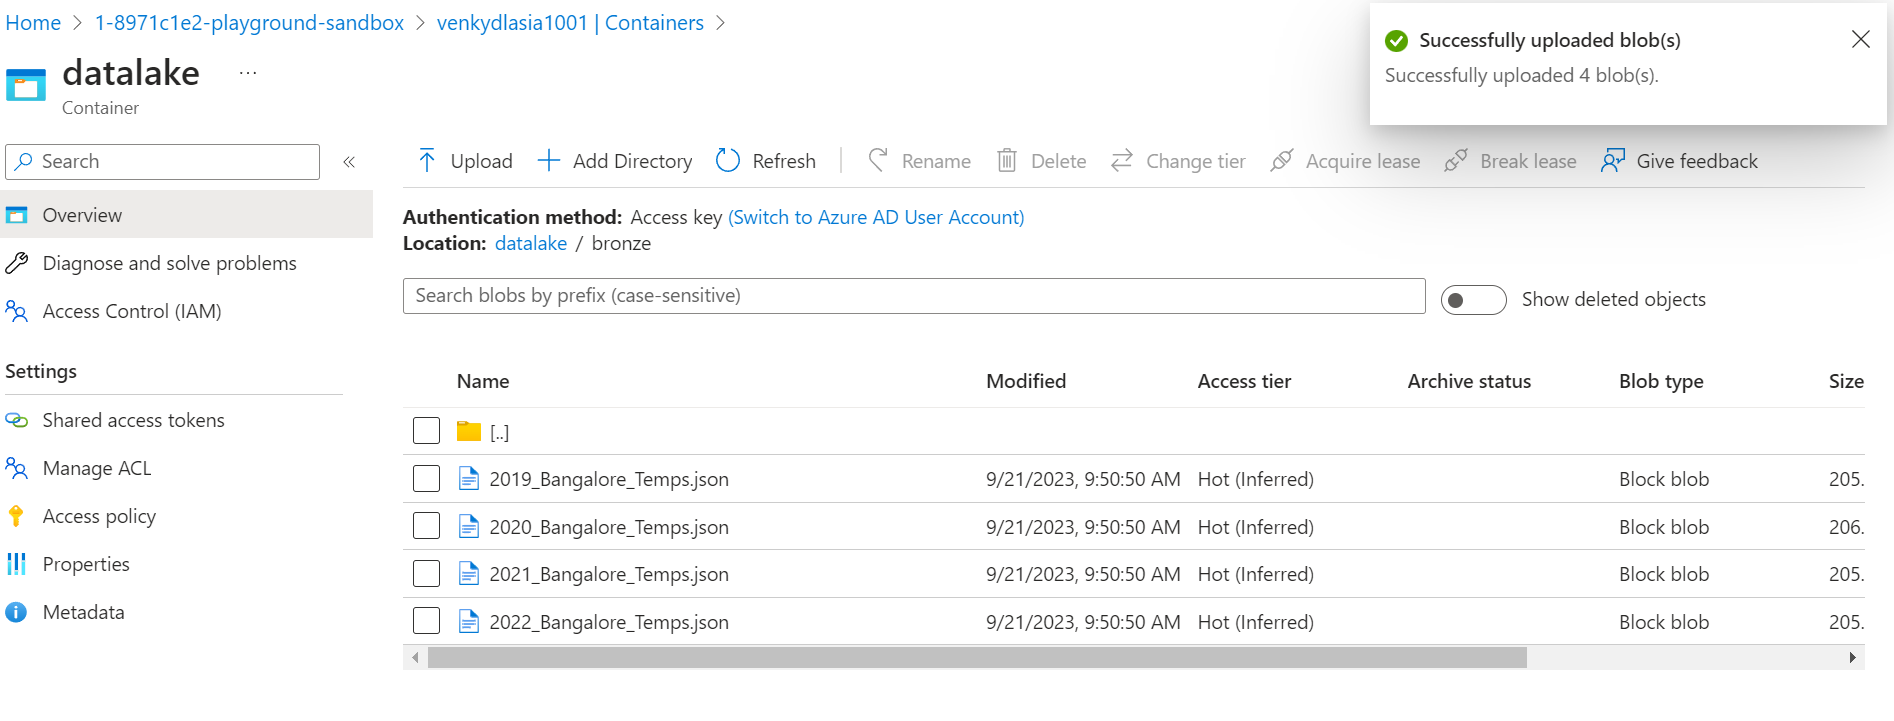 Home > 1-8971c1e2-playground-sandbox > venkydlasia1001 | Containers >
datalake ...
Container
Successfully uploaded blob(s)
Successfully uploaded 4 blob(s).
Search «
Upload Add Directory Refresh Rename Delete Change tier Acquire lease Break lease Give feedback
Overview
Diagnose and solve problems
Access Control (IAM)
Settings
Shared access tokens
Manage ACL
Access policy
Properties
Metadata
Authentication method: Access key (Switch to Azure AD User Account)
Location: datalake / bronze
Search blobs by prefix (case-sensitive)
Show deleted objects
Name Modified Access tier Archive status Blob type Size
[..]
2019_Bangalore_Temps.json 9/21/2023, 9:50:50 AM Hot (Inferred) Block blob 205.
2020_Bangalore_Temps.json 9/21/2023, 9:50:50 AM Hot (Inferred) Block blob 206.
2021_Bangalore_Temps.json 9/21/2023, 9:50:50 AM Hot (Inferred) Block blob 205.
2022_Bangalore_Temps.json 9/21/2023, 9:50:50 AM Hot (Inferred) Block blob 205.